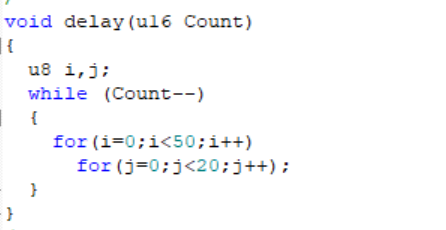 void delay(u16 Count)
{
u8 i,j;
while (Count--)
{
for(i=0;i<50;i++)
for(j=0;j<20;j++);
}
}